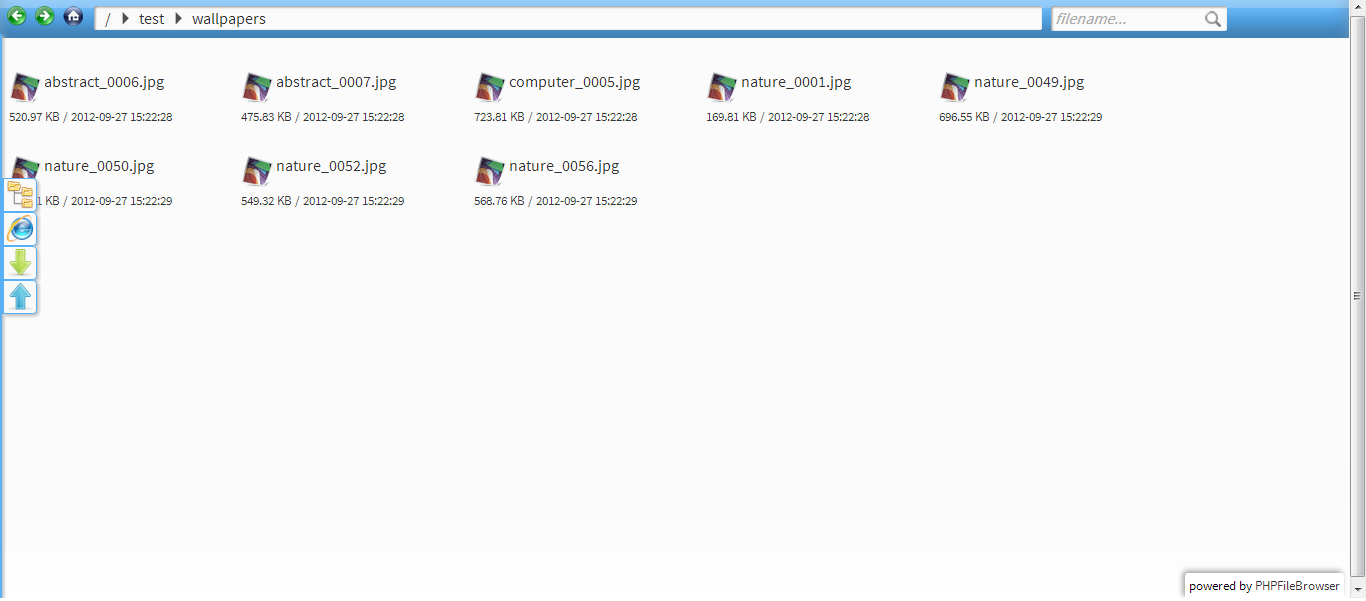 / test wallpapers filename...
abstract_0006.jpg abstract_0007.jpg computer_0005.jpg nature_0001.jpg nature_0049.jpg
520.97 KB / 2012-09-27 15:22:28 475.83 KB / 2012-09-27 15:22:28 723.81 KB / 2012-09-27 15:22:28 169.81 KB / 2012-09-27 15:22:28 696.55 KB / 2012-09-27 15:22:29
nature_0050.jpg nature_0052.jpg nature_0056.jpg
KB / 2012-09-27 15:22:29 549.32 KB / 2012-09-27 15:22:29 568.76 KB / 2012-09-27 15:22:29
powered by PHPFileBrowser